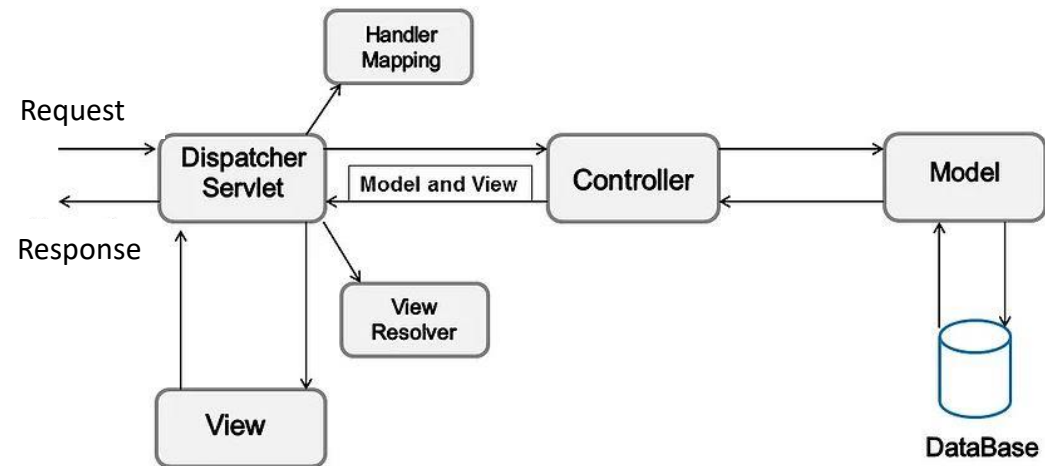 Handler
Mapping
Request
Dispatcher
Servlet
Model and View
Controller
Model
Response
View
Resolver
View
DataBase